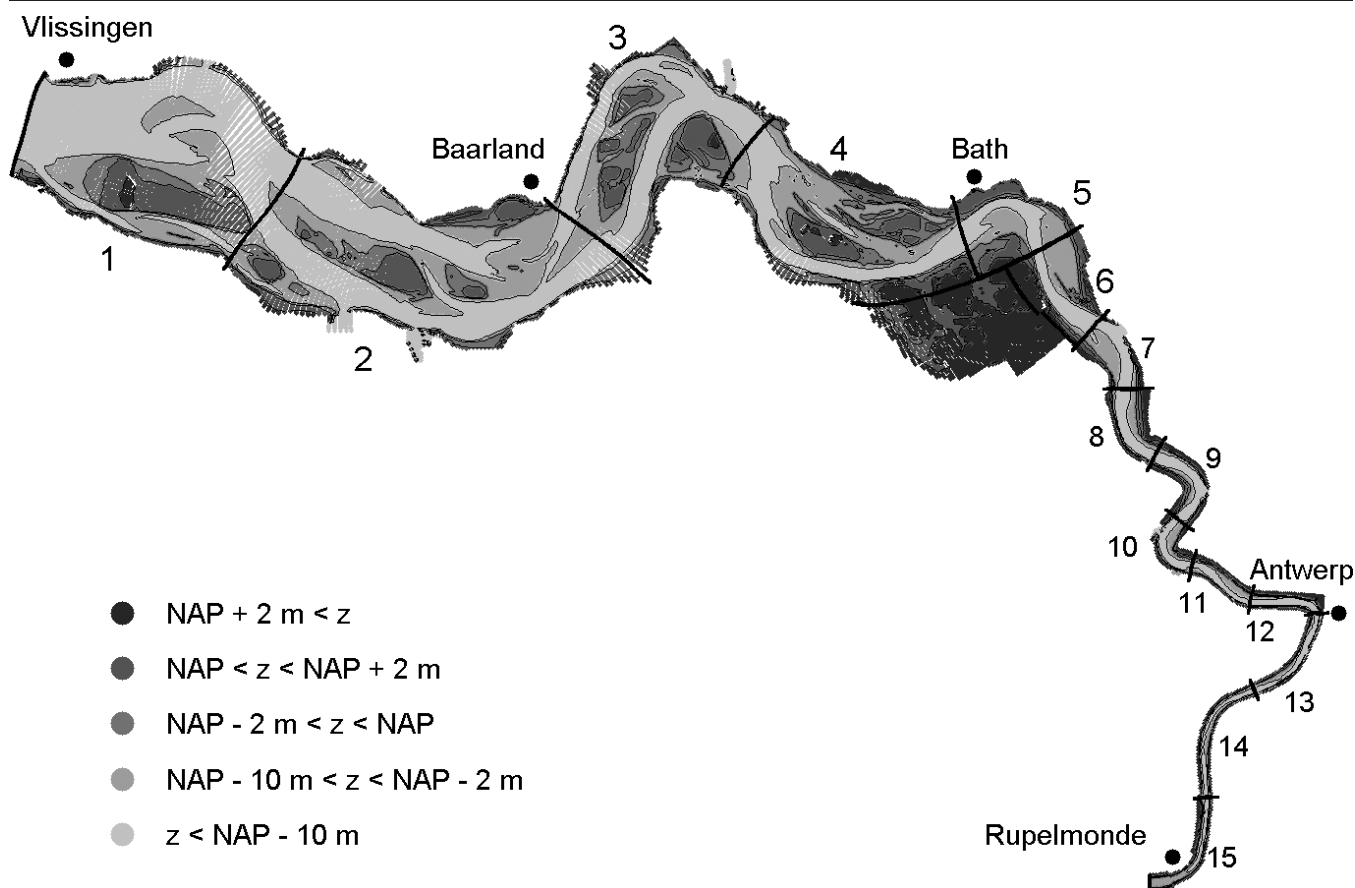 Vlissingen
3
Baarland
4
Bath
5
1
6
2
7
8
9
10
Antwerp
11
12
NAP + 2 m < z
NAP < z < NAP + 2 m
13
NAP - 2 m < z < NAP
14
NAP - 10 m < z < NAP - 2 m
z < NAP - 10 m
Rupelmonde
15